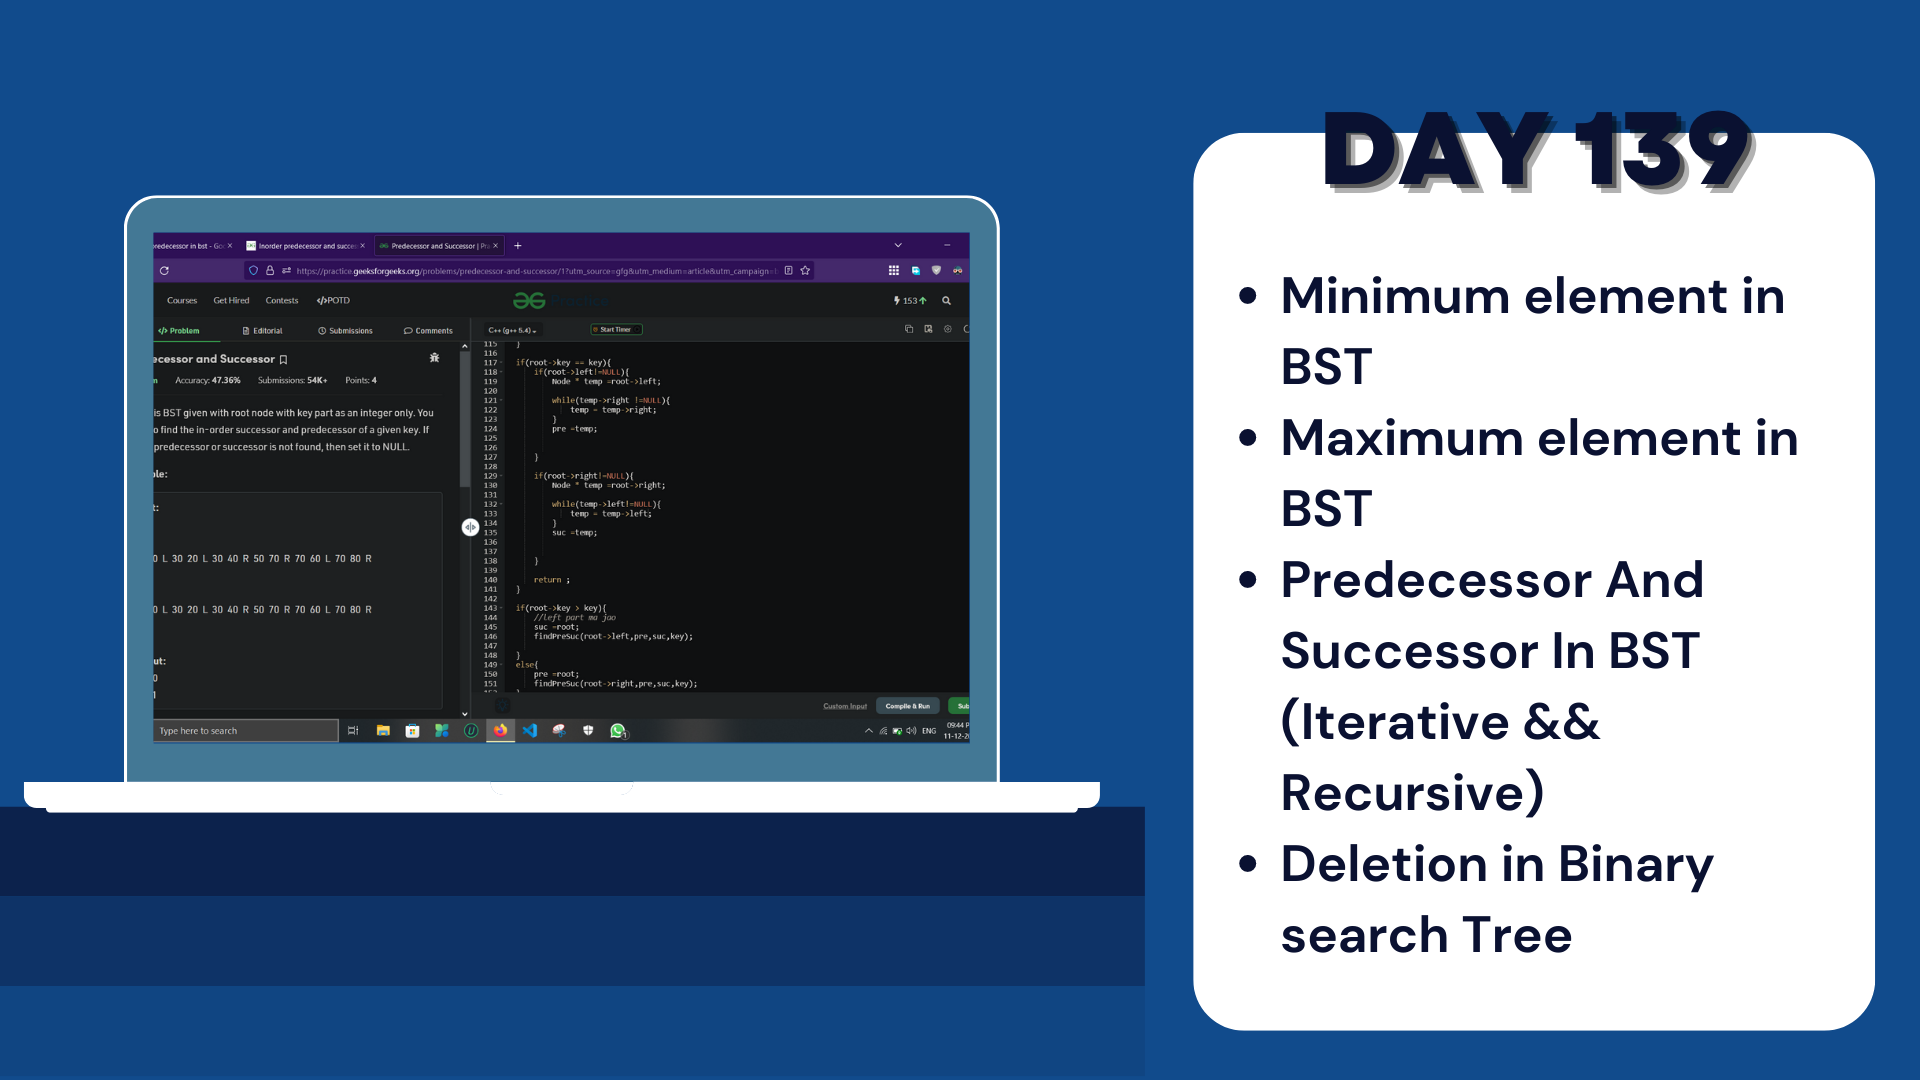 DAY 139
Minimum element in
BST
Maximum element in
BST
Predecessor And
Successor In BST
(Iterative &&
Recursive)
Deletion in Binary
search Tree
redecessor in bst - Go
Inorder predecessor and succes
Predecessor and Successor | Pra
https://practice.geeksforgeeks.org/problems/predecessor-and-successor/1?utm_source=gfg&utm_medium=article&utm_campaign=
Courses Get Hired Contests </>POTD 153
</> Problem Editorial Submissions Comments
C++ (g++ 5.4) Start Timer
ecessor and Successor
Accuracy: 47.36% Submissions: 54K+ Points: 4
is BST given with root node with key part as an integer only. You
o find the in-order successor and predecessor of a given key. If
predecessor or successor is not found, then set it to NULL.
ple:
t:
0 L 30 20 L 30 40 R 50 70 R 70 60 L 70 80 R
0 L 30 20 L 30 40 R 50 70 R 70 60 L 70 80 R
ut:
0
1
115 }
116
117 if(root->key == key){
118 if(root->left!=NULL){
119 Node * temp =root->left;
120
121 while(temp->right !=NULL){
122 temp = temp->right;
123 }
124 pre =temp;
125
126
127 }
128
129 if(root->right!=NULL){
130 Node * temp =root->right;
131
132 while(temp->left!=NULL){
133 temp = temp->left;
134 }
135 suc =temp;
136
137
138 }
139
140 return ;
141 }
142
143 if(root->key > key){
144 //left part ma jao
145 suc =root;
146 findPreSuc(root->left,pre,suc,key);
147
148 }
149 else{
150 pre =root;
151 findPreSuc(root->right,pre,suc,key);
Custom Input Compile & Run Sub
Type here to search
ENG
09:44 P
11-12-2